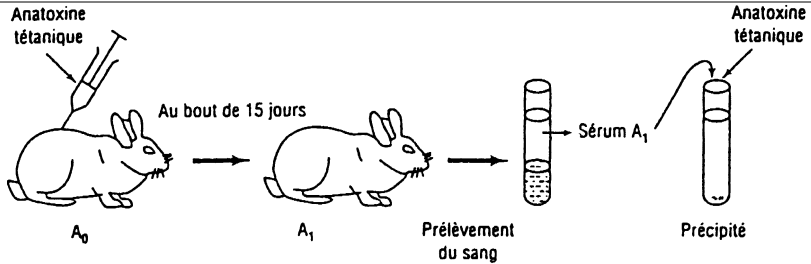 Anatoxine
tétanique
Au bout de 15 jours
A₀
A₁
Prélèvement
du sang
Sérum A₁
Anatoxine
tétanique
Précipité